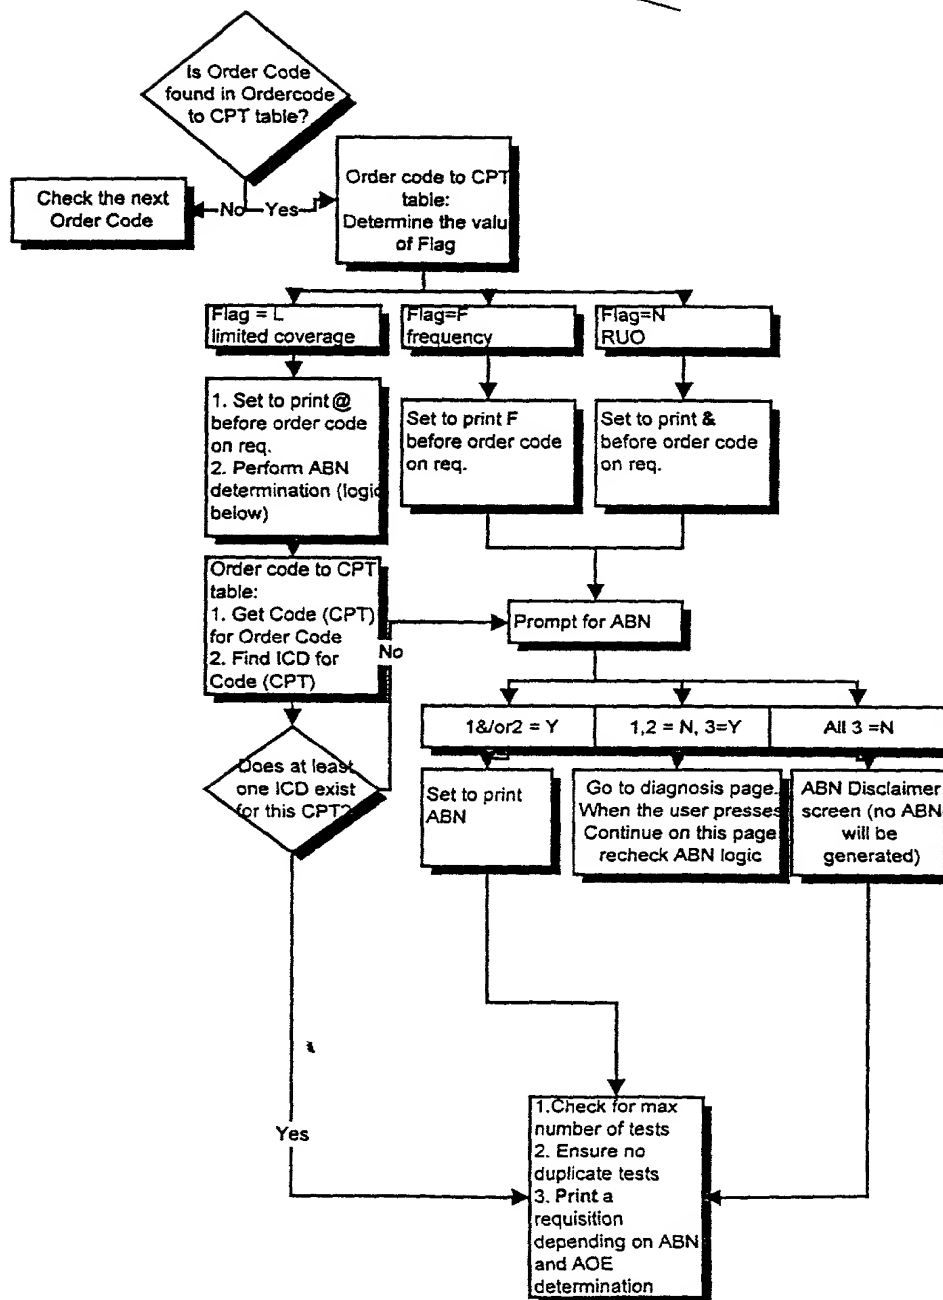 Is Order Code
found in Ordercode
to CPT table?
Check the next
Order Code
No
Yes
Order code to CPT
table:
Determine the valu
of Flag
Flag = L
limited coverage
Flag=F
frequency
Flag=N
RUO
1. Set to print @
before order code
on req.
2. Perform ABN
determination (logic
below)
Set to print F
before order code
on req.
Set to print &
before order code
on req.
Order code to CPT
table:
1. Get Code (CPT)
for Order Code
2. Find ICD for
Code (CPT)
No
Prompt for ABN
1&/or2 = Y
1,2 = N, 3=Y
All 3 =N
Does at least
one ICD exist
for this CPT?
Set to print
ABN
Go to diagnosis page.
When the user presses
Continue on this page
recheck ABN logic
ABN Disclaimer
screen (no ABN
will be
generated)
Yes
1.Check for max
number of tests
2. Ensure no
duplicate tests
3. Print a
requisition
depending on ABN
and AOE
determination